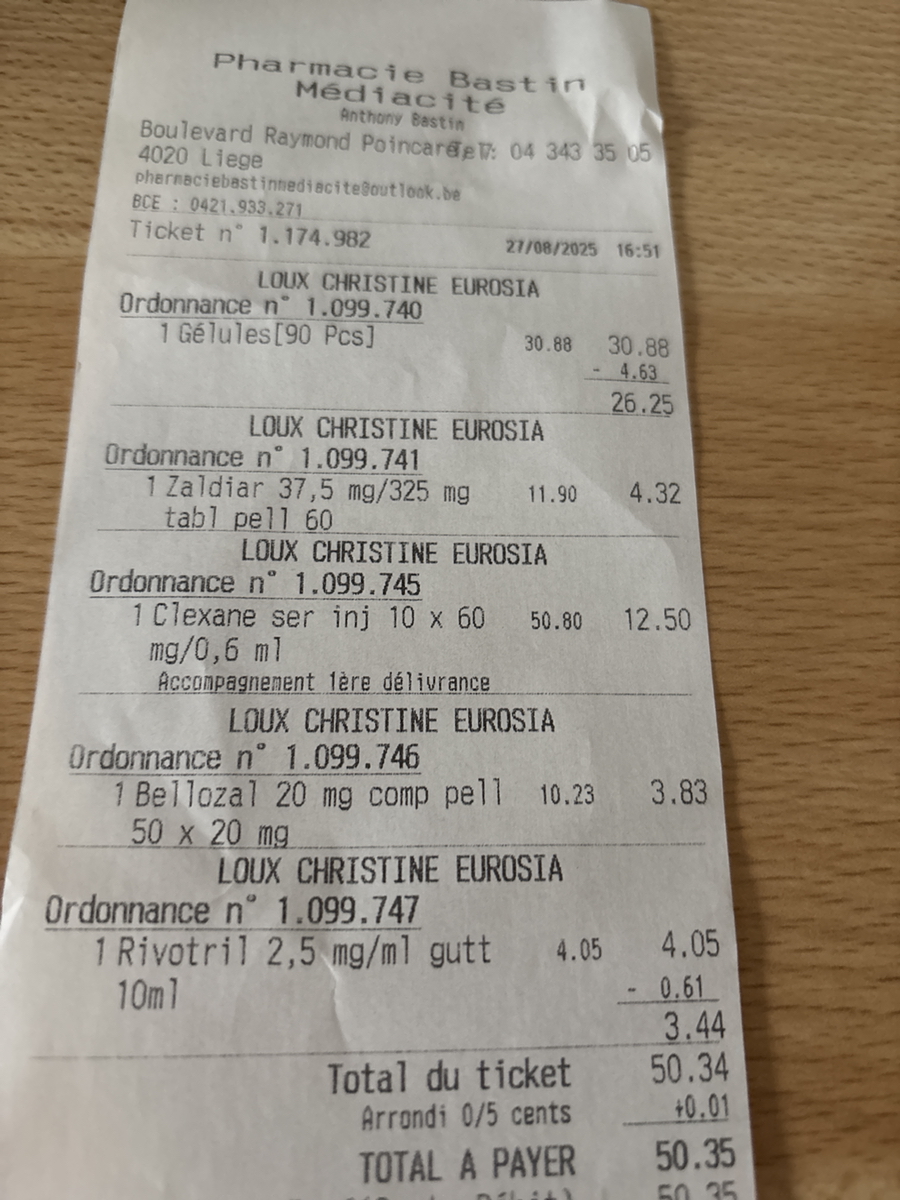 Pharmacie Bastin
Médiacité
Anthony Bastin
Boulevard Raymond Poincaré 7: 04 343 35 05
4020 Liege
pharmaciebastinmediacite@outlook.be
BCE : 0421.933.271
Ticket n° 1.174.982 27/08/2025 16:51
LOUX CHRISTINE EUROSIA
Ordonnance n° 1.099.740
1 Gélules[90 Pcs] 30.88 30.88
- 4.63
26.25
LOUX CHRISTINE EUROSIA
Ordonnance n° 1.099.741
1 Zaldiar 37,5 mg/325 mg 11.90 4.32
tabl pell 60
LOUX CHRISTINE EUROSIA
Ordonnance n° 1.099.745
1 Clexane ser inj 10 x 60 50.80 12.50
mg/0,6 ml
Accompagnement 1ère délivrance
LOUX CHRISTINE EUROSIA
Ordonnance n° 1.099.746
1 Bellozal 20 mg comp pell 10.23 3.83
50 x 20 mg
LOUX CHRISTINE EUROSIA
Ordonnance n° 1.099.747
1 Rivotril 2,5 mg/ml gutt 4.05 4.05
10ml
- 0.61
3.44
Total du ticket 50.34
Arrondi 0/5 cents +0.01
TOTAL A PAYER 50.35